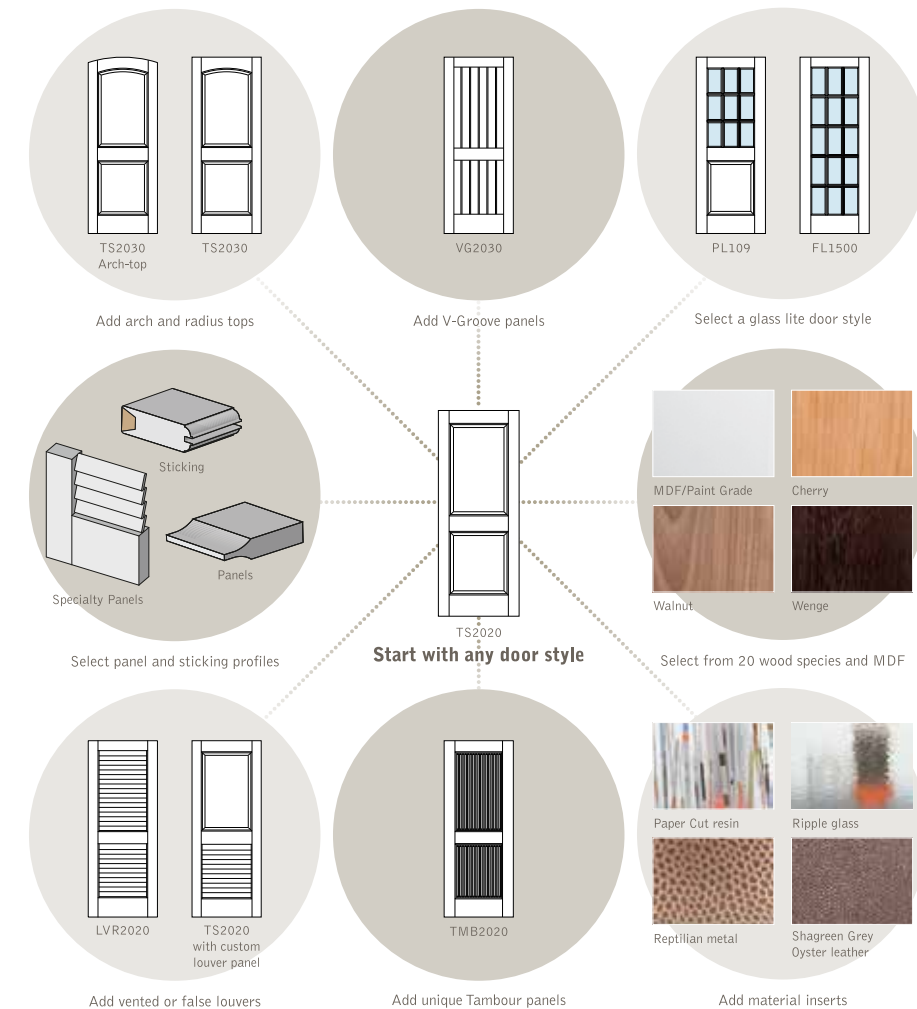 TS2030
Arch-top
TS2030
Add arch and radius tops
VG2030
Add V-Groove panels
PL109
FL1500
Select a glass lite door style
Sticking
Specialty Panels
Panels
Select panel and sticking profiles
TS2020
Start with any door style
MDF/Paint Grade
Cherry
Walnut
Wenge
Select from 20 wood species and MDF
LVR2020
TS2020
with custom
louver panel
Add vented or false louvers
TMB2020
Add unique Tambour panels
Paper Cut resin
Ripple glass
Reptilian metal
Shagreen Grey
Oyster leather
Add material inserts